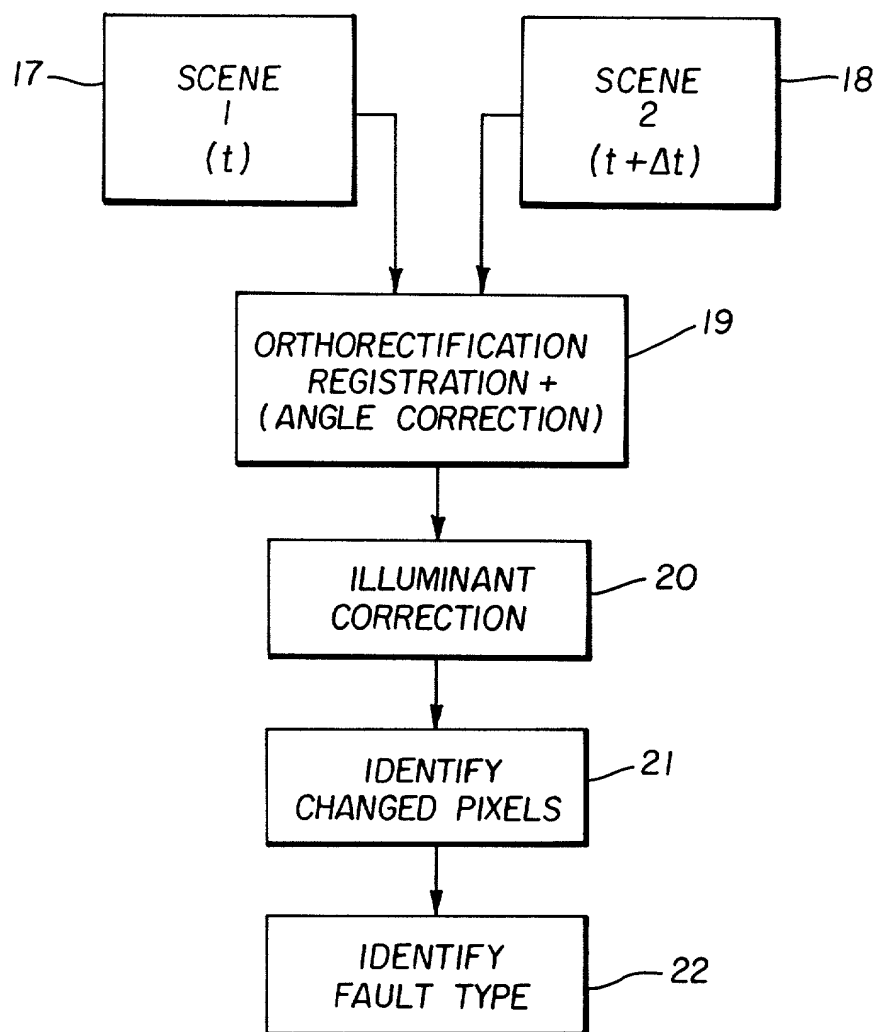 17
SCENE
1
(t)
SCENE
2
(t+Δt)
18
ORTHORECTIFICATION
REGISTRATION +
(ANGLE CORRECTION)
19
ILLUMINANT
CORRECTION
20
IDENTIFY
CHANGED PIXELS
21
IDENTIFY
FAULT TYPE
22